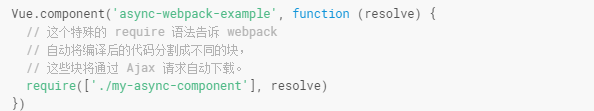 Vue.component('async-webpack-example', function (resolve) {
  // 这个特殊的 require 语法告诉 webpack
  // 自动将编译后的代码分割成不同的块，
  // 这些块将通过 Ajax 请求自动下载。
  require(['./my-async-component'], resolve)
})